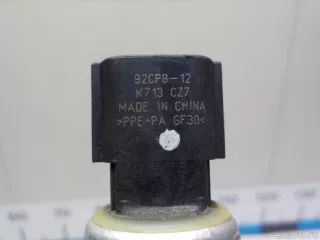 92CP8-12
K713 CZ7
MADE IN CHINA
>PPE+PA GF30<